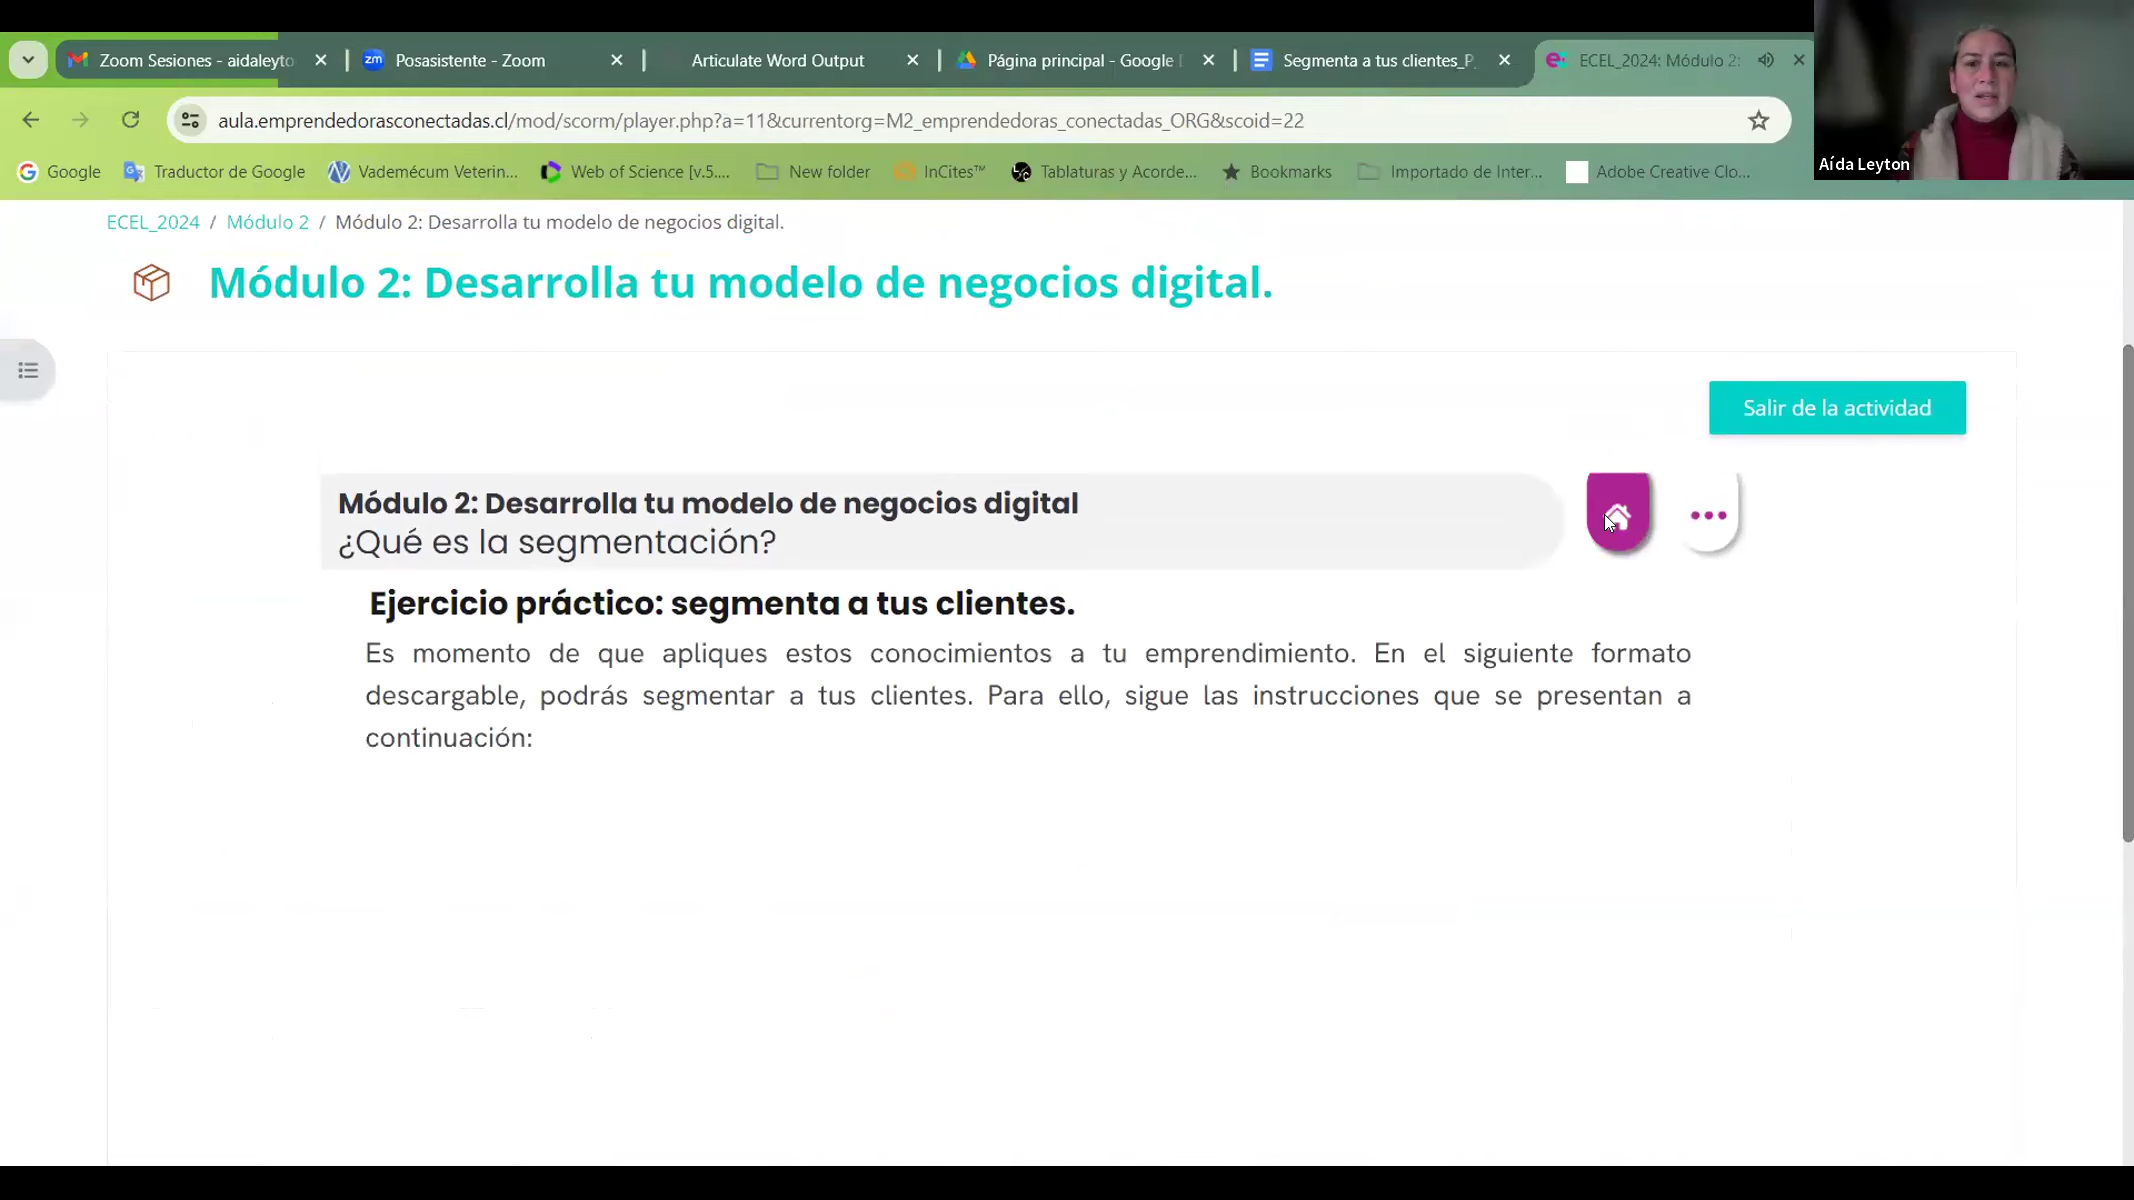 Zoom Sesiones - aidaleyto
Posasistente - Zoom
Articulate Word Output
Página principal - Google
Segmenta a tus clientes_P
ECEL_2024: Módulo 2:
aula.emprendedorasconectadas.cl/mod/scorm/player.php?a=11&currentorg=M2_emprendedoras_conectadas_ORG&scoid=22
Google
Traductor de Google
Vademécum Veterin...
Web of Science [v.5....
New folder
InCites™
Tablaturas y Acorde...
Bookmarks
Importado de Inter...
Adobe Creative Clo...
Aída Leyton
ECEL_2024 / Módulo 2 / Módulo 2: Desarrolla tu modelo de negocios digital.
Módulo 2: Desarrolla tu modelo de negocios digital.
Salir de la actividad
Módulo 2: Desarrolla tu modelo de negocios digital
¿Qué es la segmentación?
Ejercicio práctico: segmenta a tus clientes.
Es momento de que apliques estos conocimientos a tu emprendimiento. En el siguiente formato
descargable, podrás segmentar a tus clientes. Para ello, sigue las instrucciones que se presentan a
continuación: